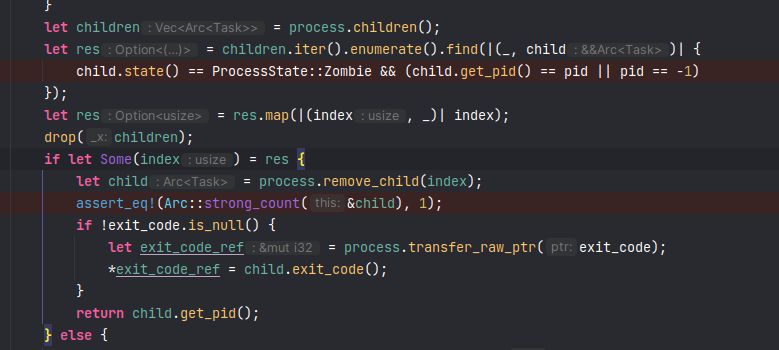 }
let children : Vec<Arc<Task>> = process.children();
let res : Option<(...)> = children.iter().enumerate().find(|(_, child : &&Arc<Task> )| {
child.state() == ProcessState::Zombie && (child.get_pid() == pid || pid == -1)
});
let res : Option<usize> = res.map(|(index : usize , _)| index);
drop( _x: children);
if let Some(index : usize ) = res {
let child : Arc<Task> = process.remove_child(index);
assert_eq!(Arc::strong_count( this: &child), 1);
if !exit_code.is_null() {
let exit_code_ref : &mut i32 = process.transfer_raw_ptr( ptr: exit_code);
*exit_code_ref = child.exit_code();
}
return child.get_pid();
} else {